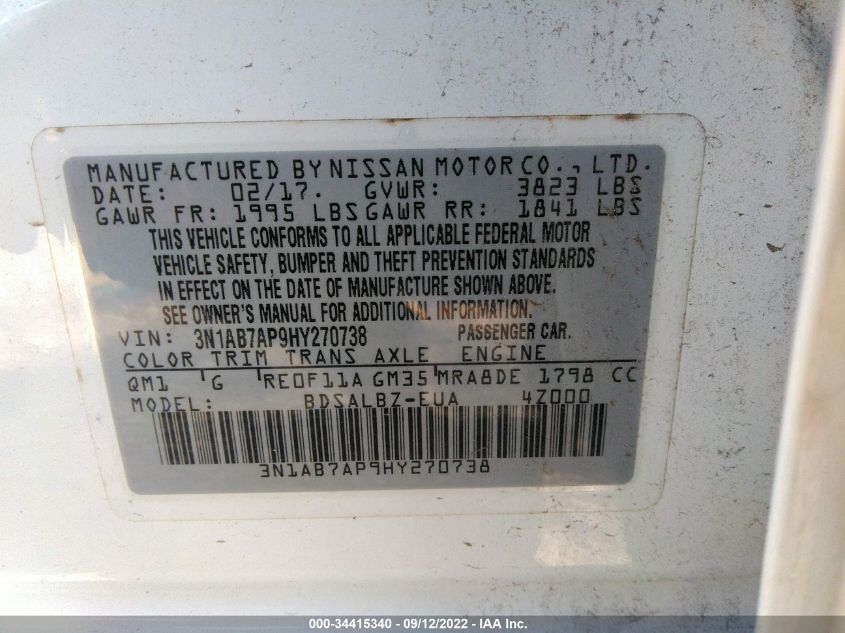 MANUFACTURED BY NISSAN MOTOR CO., LTD.
DATE: 02/17. GVWR: 3823 LBS
GAWR FR: 1995 LBS GAWR RR: 1841 LBS
THIS VEHICLE CONFORMS TO ALL APPLICABLE FEDERAL MOTOR
VEHICLE SAFETY, BUMPER AND THEFT PREVENTION STANDARDS
IN EFFECT ON THE DATE OF MANUFACTURE SHOWN ABOVE.
SEE OWNER'S MANUAL FOR ADDITIONAL INFORMATION.
VIN: 3N1AB7AP9HY270738 PASSENGER CAR.
COLOR TRIM TRANS AXLE ENGINE
QM1 G RE0F11A GM35 MRA8DE 1798 CC
MODEL: BDSALBZ-EUA 4Z000
3N1AB7AP9HY270738
000-34415340 - 09/12/2022 - IAA Inc.